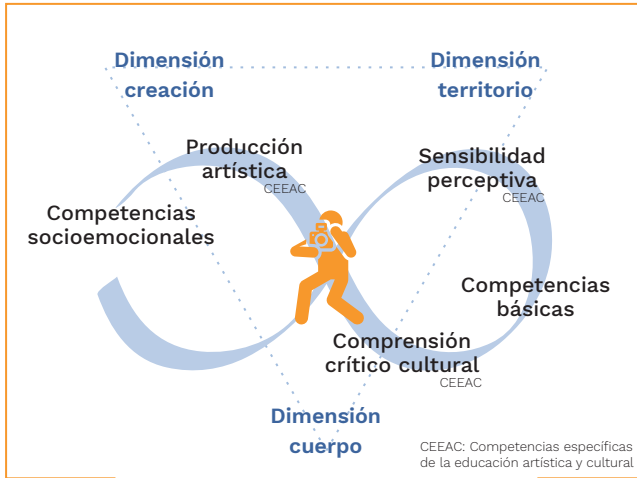 Dimensión
creación
Dimensión
territorio
Producción
artística
CEEAC
Sensibilidad
perceptiva
CEEAC
Competencias
socioemocionales
Competencias
básicas
Comprensión
crítico cultural
CEEAC
Dimensión
cuerpo
CEEAC: Competencias específicas
de la educación artística y cultural